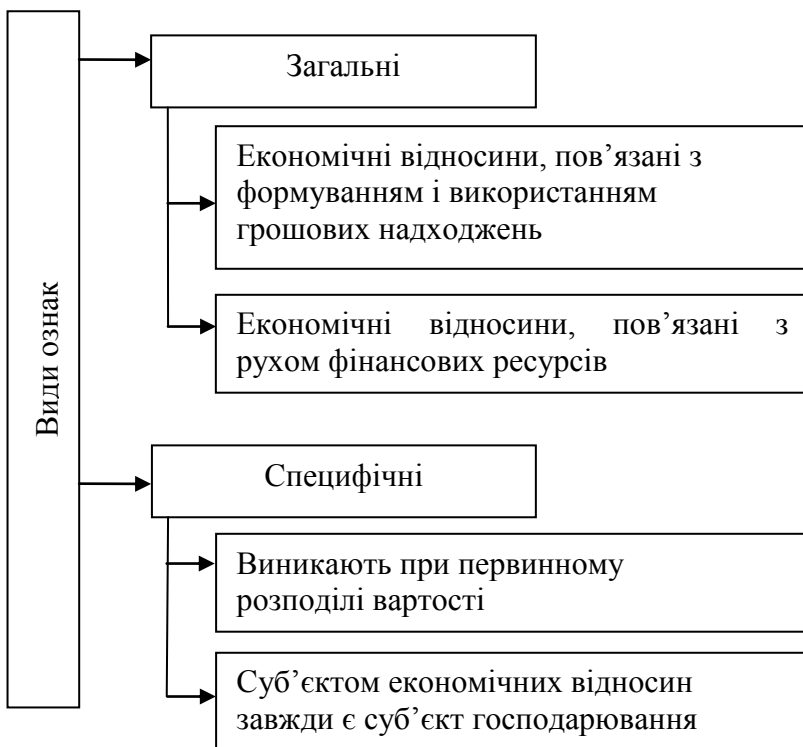 Види ознак
Загальні
Економічні відносини, пов’язані з
формуванням і використанням
грошових надходжень
Економічні відносини, пов’язані з
рухом фінансових ресурсів
Специфічні
Виникають при первинному
розподілі вартості
Суб’єктом економічних відносин
завжди є суб’єкт господарювання